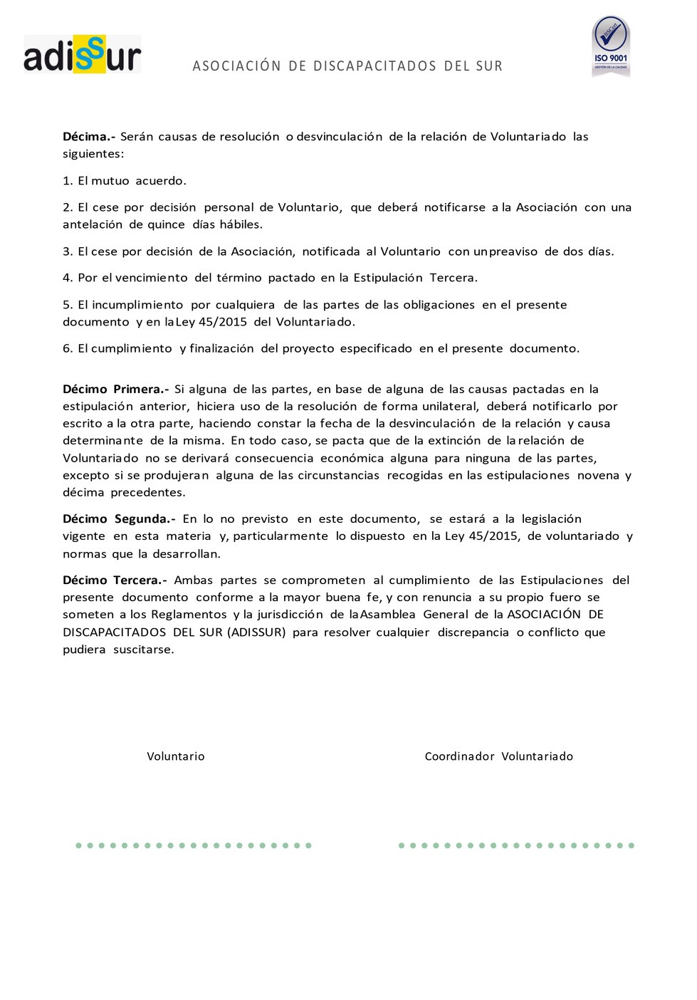 adissur
ASOCIACIÓN DE DISCAPACITADOS DEL SUR
BSCert
ISO 9001
GESTIÓN DE LA CALIDAD
Décima.- Serán causas de resolución o desvinculación de la relación de Voluntariado las
siguientes:
1. El mutuo acuerdo.
2. El cese por decisión personal de Voluntario, que deberá notificarse a la Asociación con una
antelación de quince días hábiles.
3. El cese por decisión de la Asociación, notificada al Voluntario con un preaviso de dos días.
4. Por el vencimiento del término pactado en la Estipulación Tercera.
5. El incumplimiento por cualquiera de las partes de las obligaciones en el presente
documento y en la Ley 45/2015 del Voluntariado.
6. El cumplimiento y finalización del proyecto especificado en el presente documento.
Décimo Primera.- Si alguna de las partes, en base de alguna de las causas pactadas en la
estipulación anterior, hiciera uso de la resolución de forma unilateral, deberá notificarlo por
escrito a la otra parte, haciendo constar la fecha de la desvinculación de la relación y causa
determinante de la misma. En todo caso, se pacta que de la extinción de la relación de
Voluntariado no se derivará consecuencia económica alguna para ninguna de las partes,
excepto si se produjeran alguna de las circunstancias recogidas en las estipulaciones novena y
décima precedentes.
Décimo Segunda.- En lo no previsto en este documento, se estará a la legislación
vigente en esta materia y, particularmente lo dispuesto en la Ley 45/2015, de voluntariado y
normas que la desarrollan.
Décimo Tercera.- Ambas partes se comprometen al cumplimiento de las Estipulaciones del
presente documento conforme a la mayor buena fe, y con renuncia a su propio fuero se
someten a los Reglamentos y la jurisdicción de la Asamblea General de la ASOCIACIÓN DE
DISCAPACITADOS DEL SUR (ADISSUR) para resolver cualquier discrepancia o conflicto que
pudiera suscitarse.
Voluntario
Coordinador Voluntariado